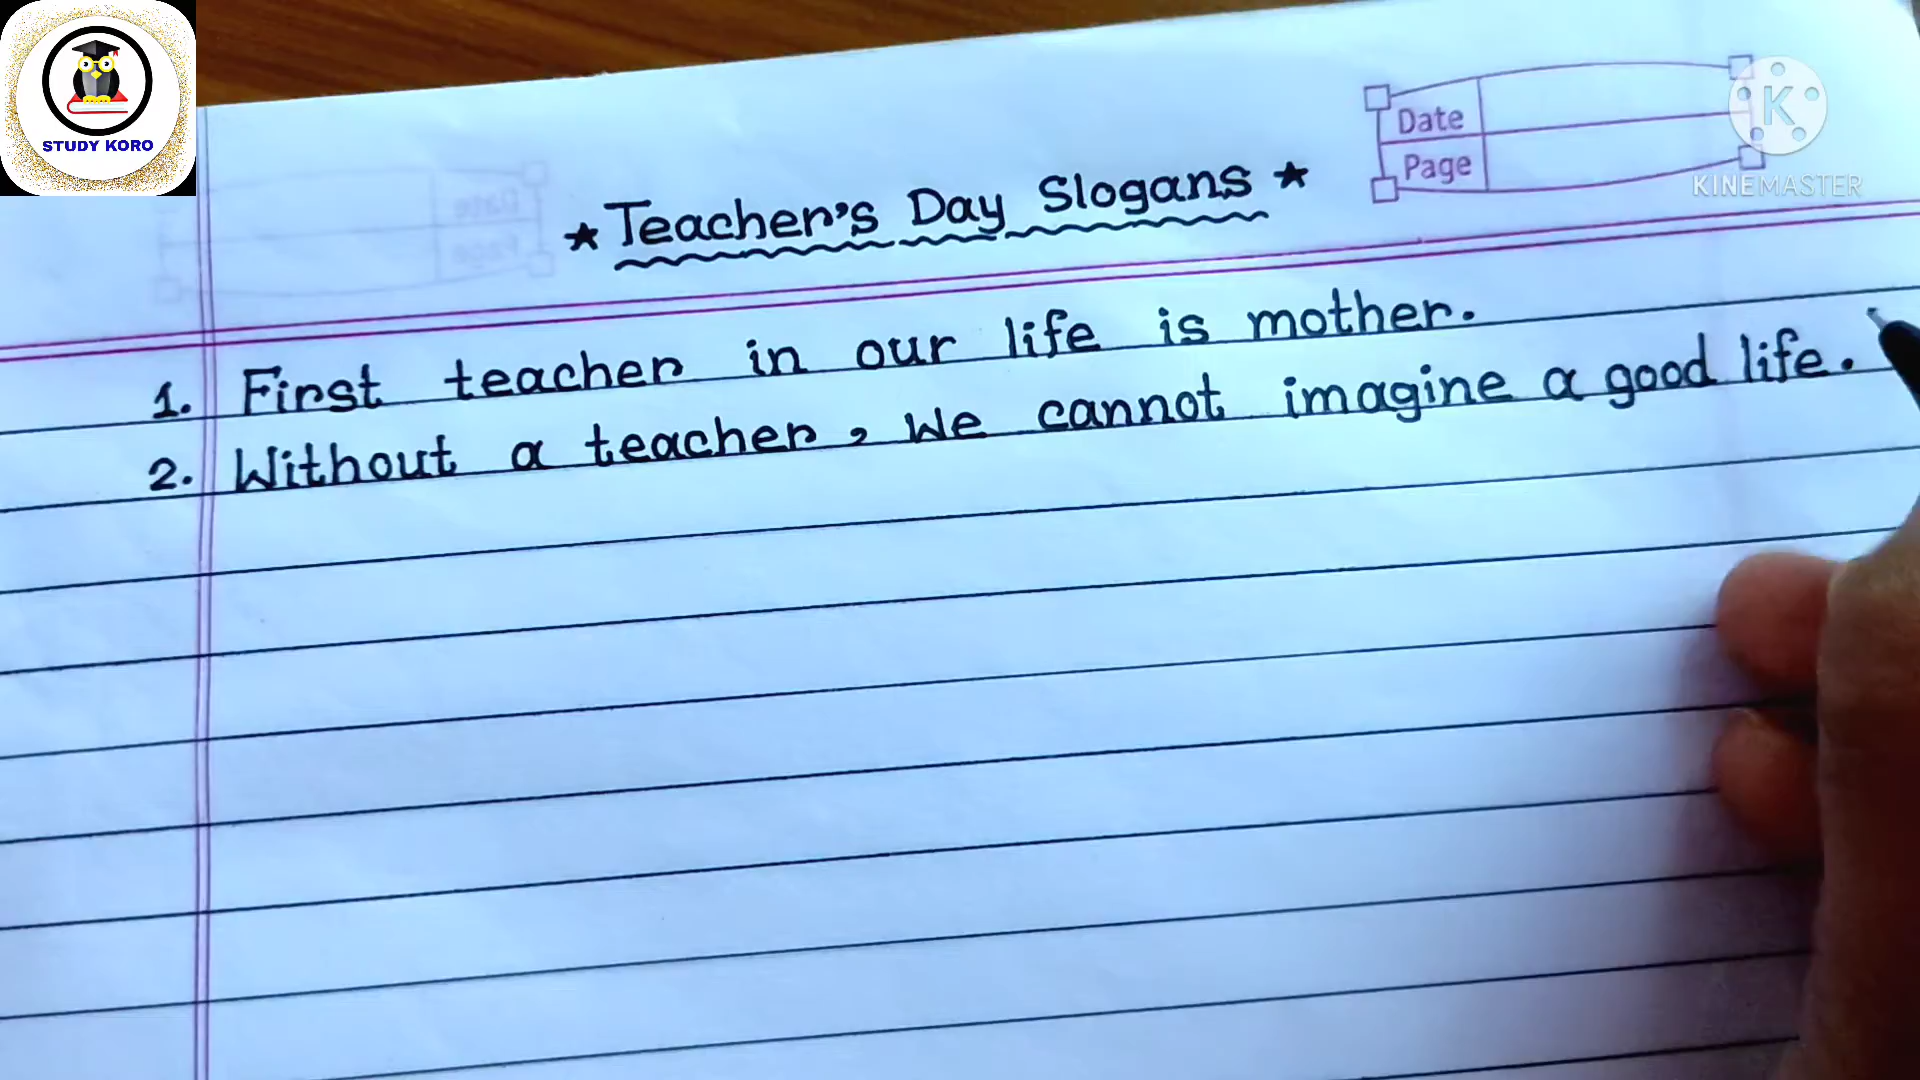 STUDY KORO
Date
Page
KINEMASTER
★ Teacher's Day Slogans ★
1. First teacher in our life is mother.
2. Without a teacher, We cannot imagine a good life.